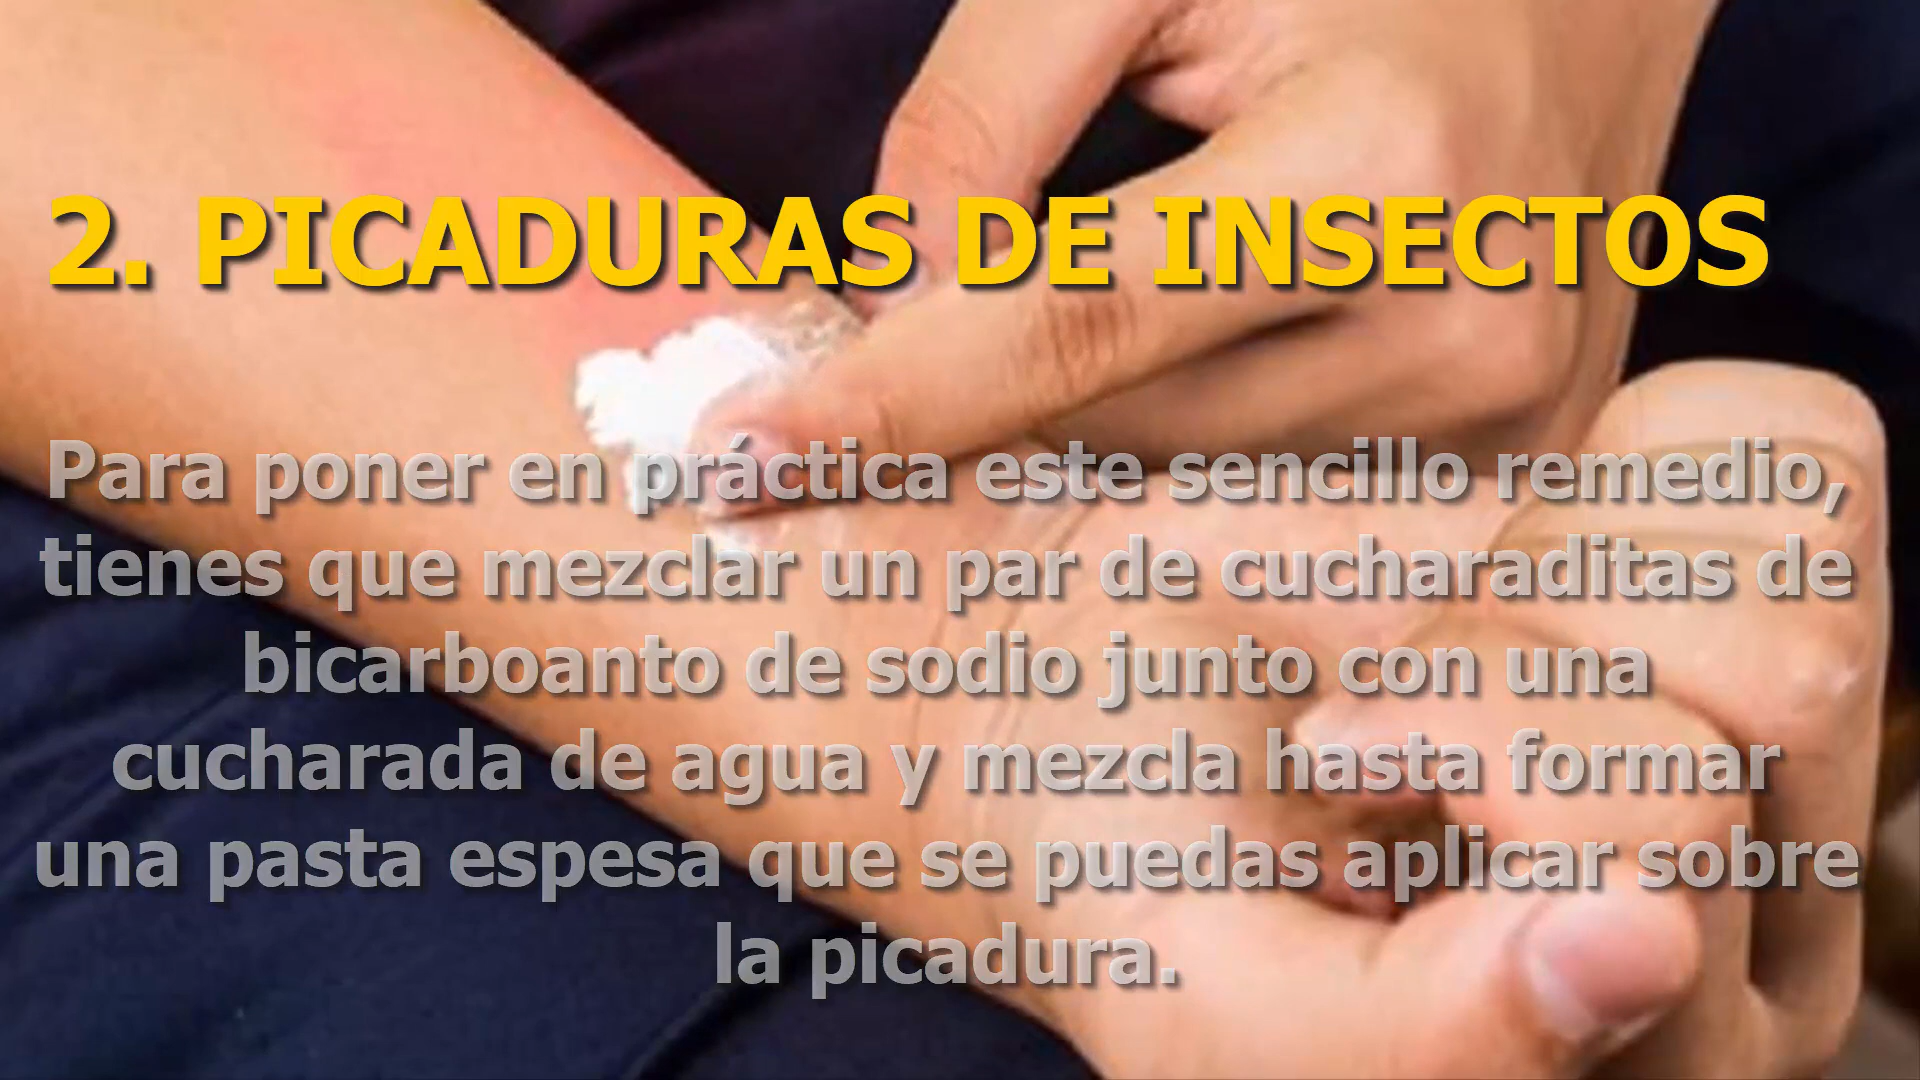 2. PICADURAS DE INSECTOS
Para poner en práctica este sencillo remedio,
tienes que mezclar un par de cucharaditas de
bicarboanto de sodio junto con una
cucharada de agua y mezcla hasta formar
una pasta espesa que se puedas aplicar sobre
la picadura.